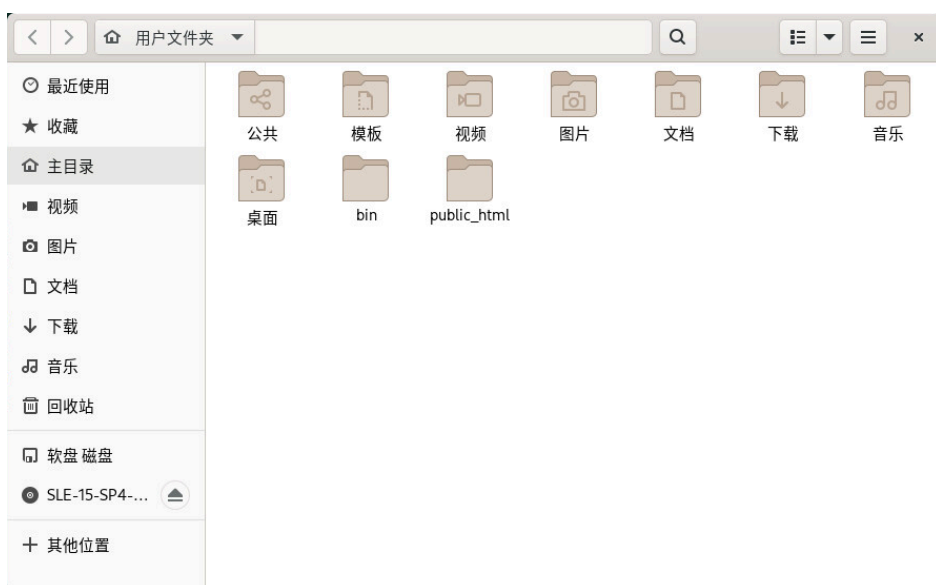 用户文件夹
最近使用
收藏
主目录
视频
图片
文档
下载
音乐
回收站
软盘 磁盘
SLE-15-SP4-...
其他位置
公共 模板 视频 图片 文档 下载 音乐
桌面 bin public_html